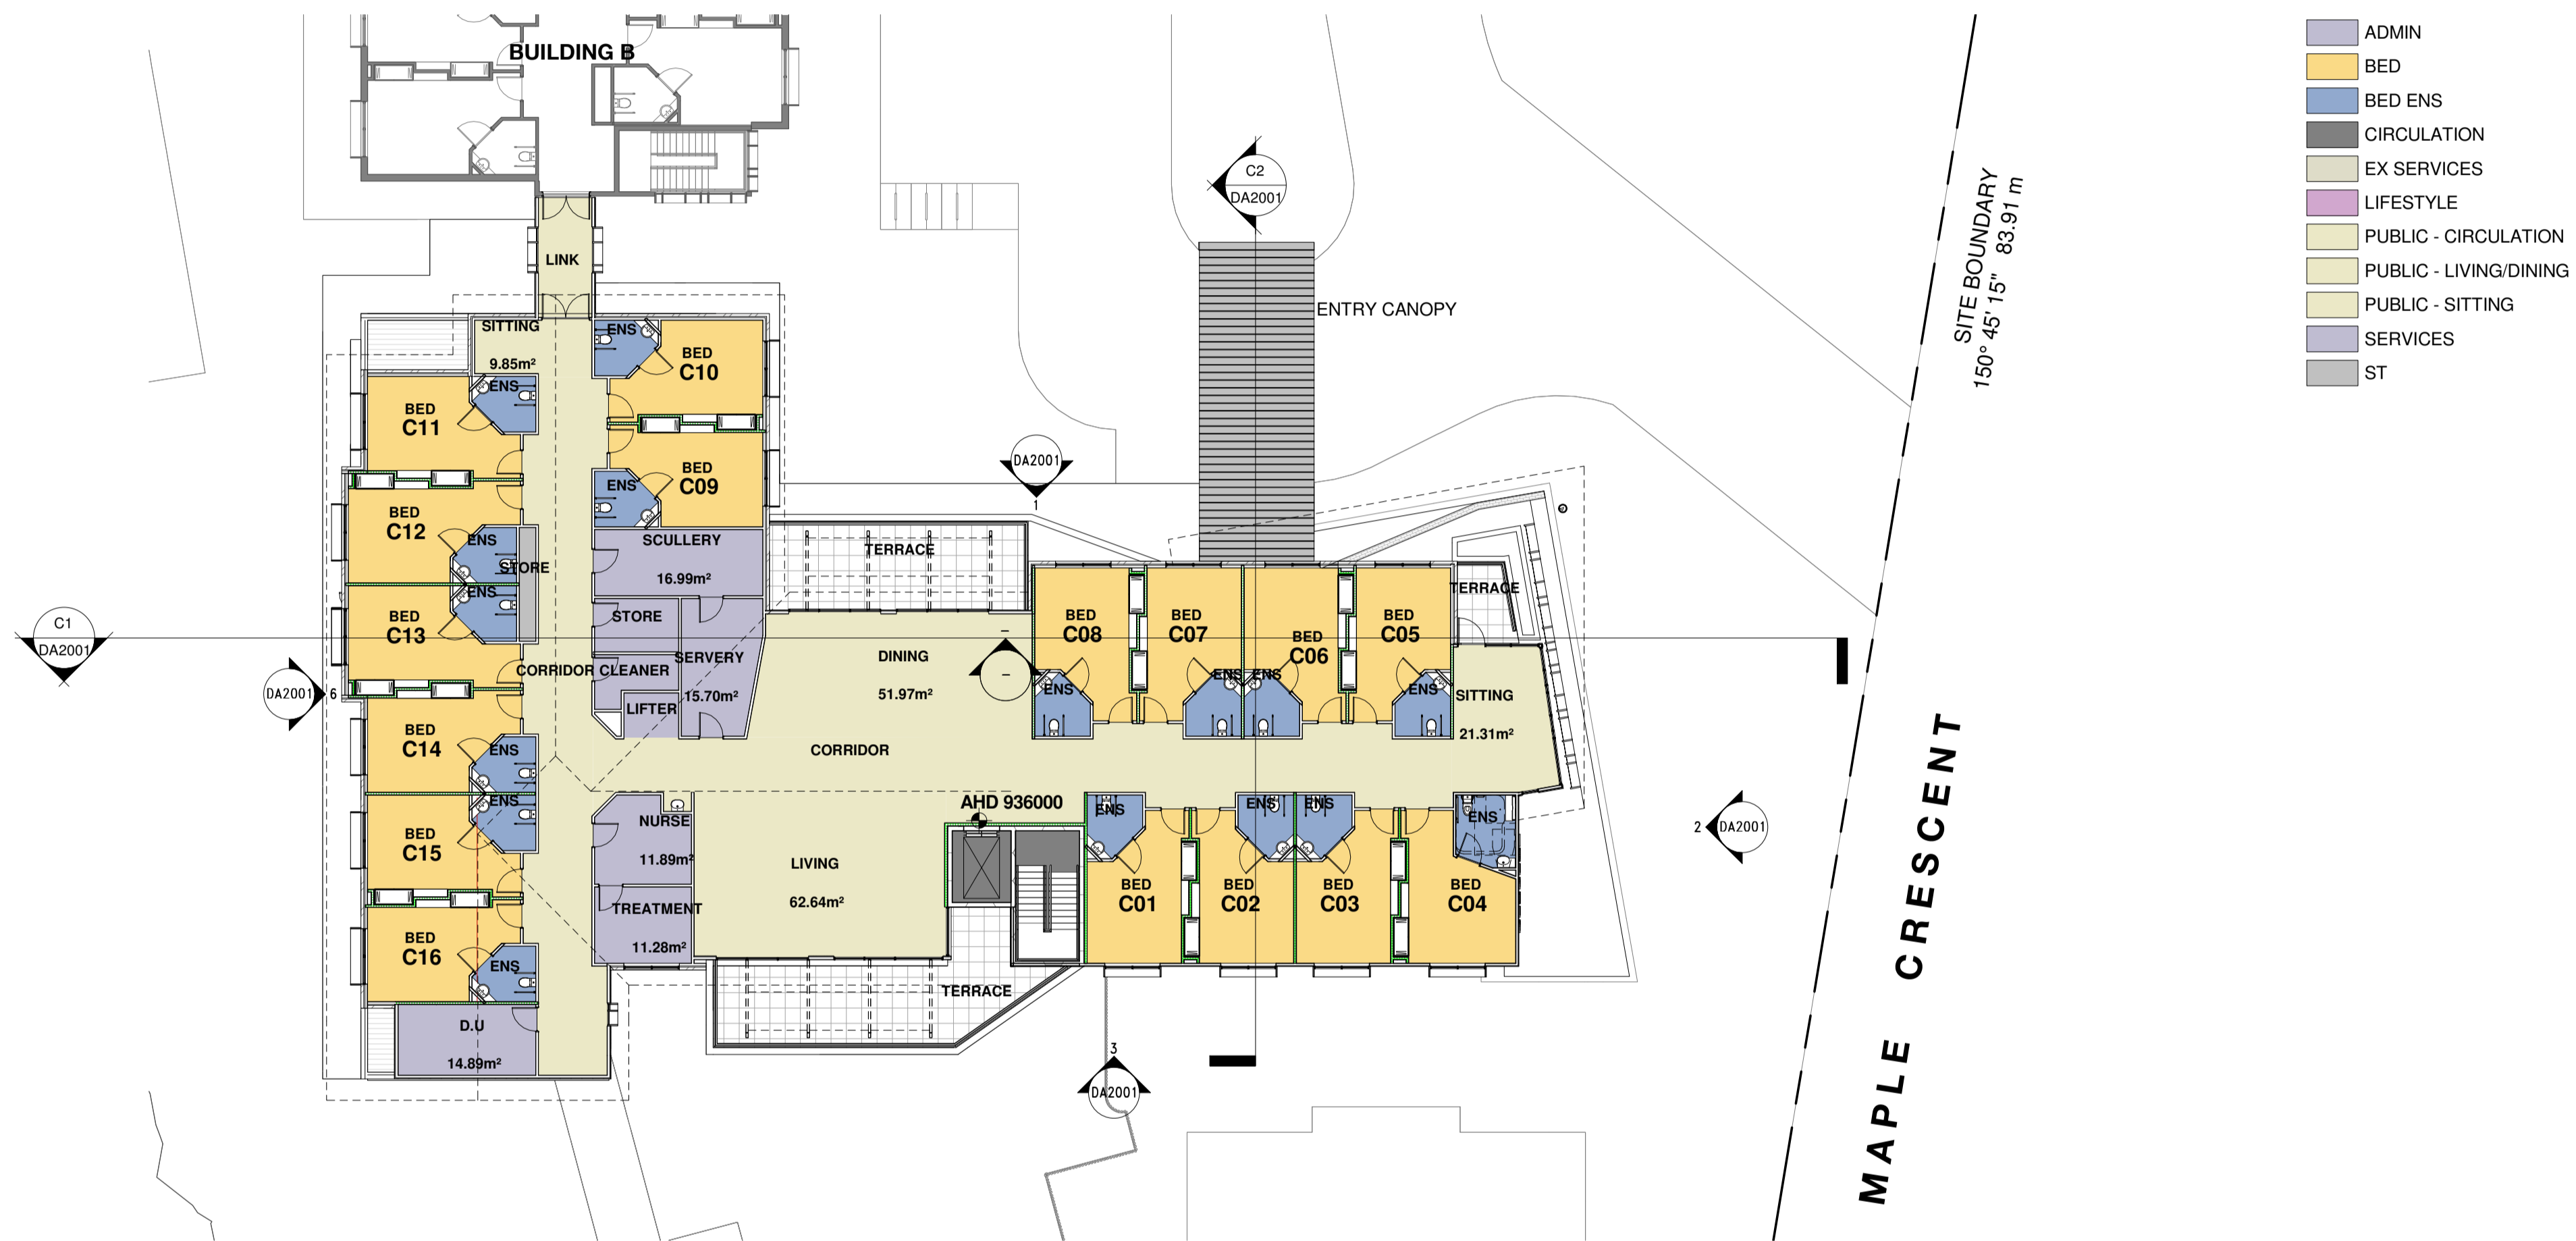 BUILDING B
LINK
SITTING
9.85m²
ENS
BED
C10
ENS
BED
C11
BED
C09
ENS
BED
C12
ENS
STORE
ENS
BED
C13
SCULLERY
16.99m²
STORE
SERVERY
15.70m²
CORRIDOR
CLEANER
LIFTER
BED
C14
ENS
ENS
BED
C15
BED
C16
ENS
D.U
14.89m²
NURSE
11.89m²
TREATMENT
11.28m²
TERRACE
DINING
51.97m²
CORRIDOR
AHD 936000
LIVING
62.64m²
TERRACE
BED
C08
ENS
BED
C07
ENS
ENS
BED
C06
BED
C05
ENS
TERRACE
SITTING
21.31m²
ENS
BED
C01
ENS
BED
C02
ENS
BED
C03
ENS
BED
C04
ENTRY CANOPY
C1
DA2001
C2
DA2001
DA2001
1
DA2001
6
2
DA2001
3
DA2001
–
–
SITE BOUNDARY
150° 45' 15" 83.91 m
MAPLE CRESCENT
ADMIN
BED
BED ENS
CIRCULATION
EX SERVICES
LIFESTYLE
PUBLIC - CIRCULATION
PUBLIC - LIVING/DINING
PUBLIC - SITTING
SERVICES
ST